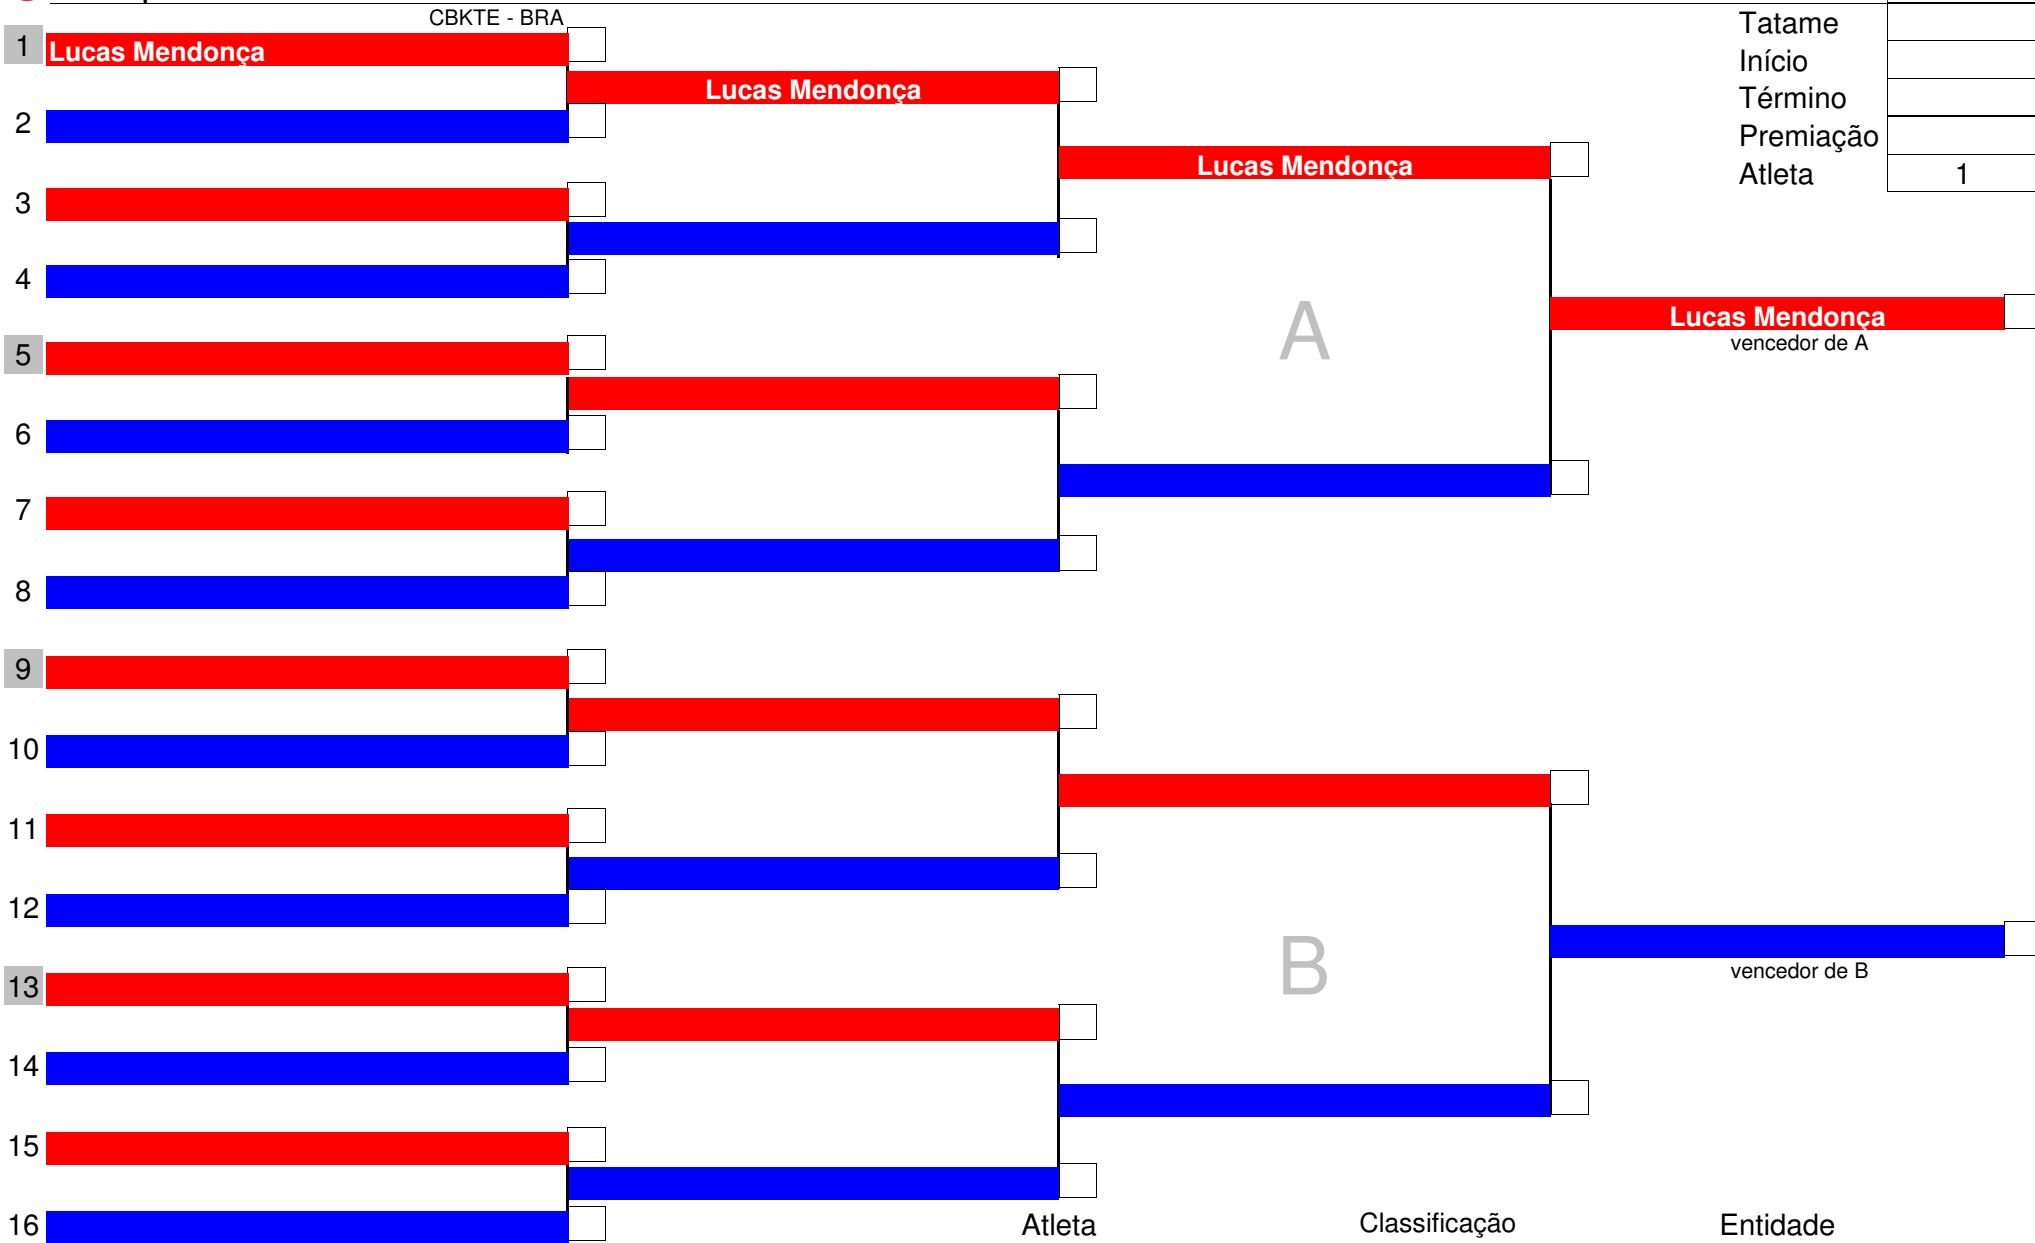 CBKTE - BRA
Tatame
1
Lucas Mendonça
Início
Lucas Mendonça
Término
2
Premiação
Lucas Mendonça
Atleta 1
3
4
A
Lucas Mendonça
vencedor de A
5
6
7
8
9
10
11
12
B
vencedor de B
13
14
15
16
Atleta Classificação Entidade